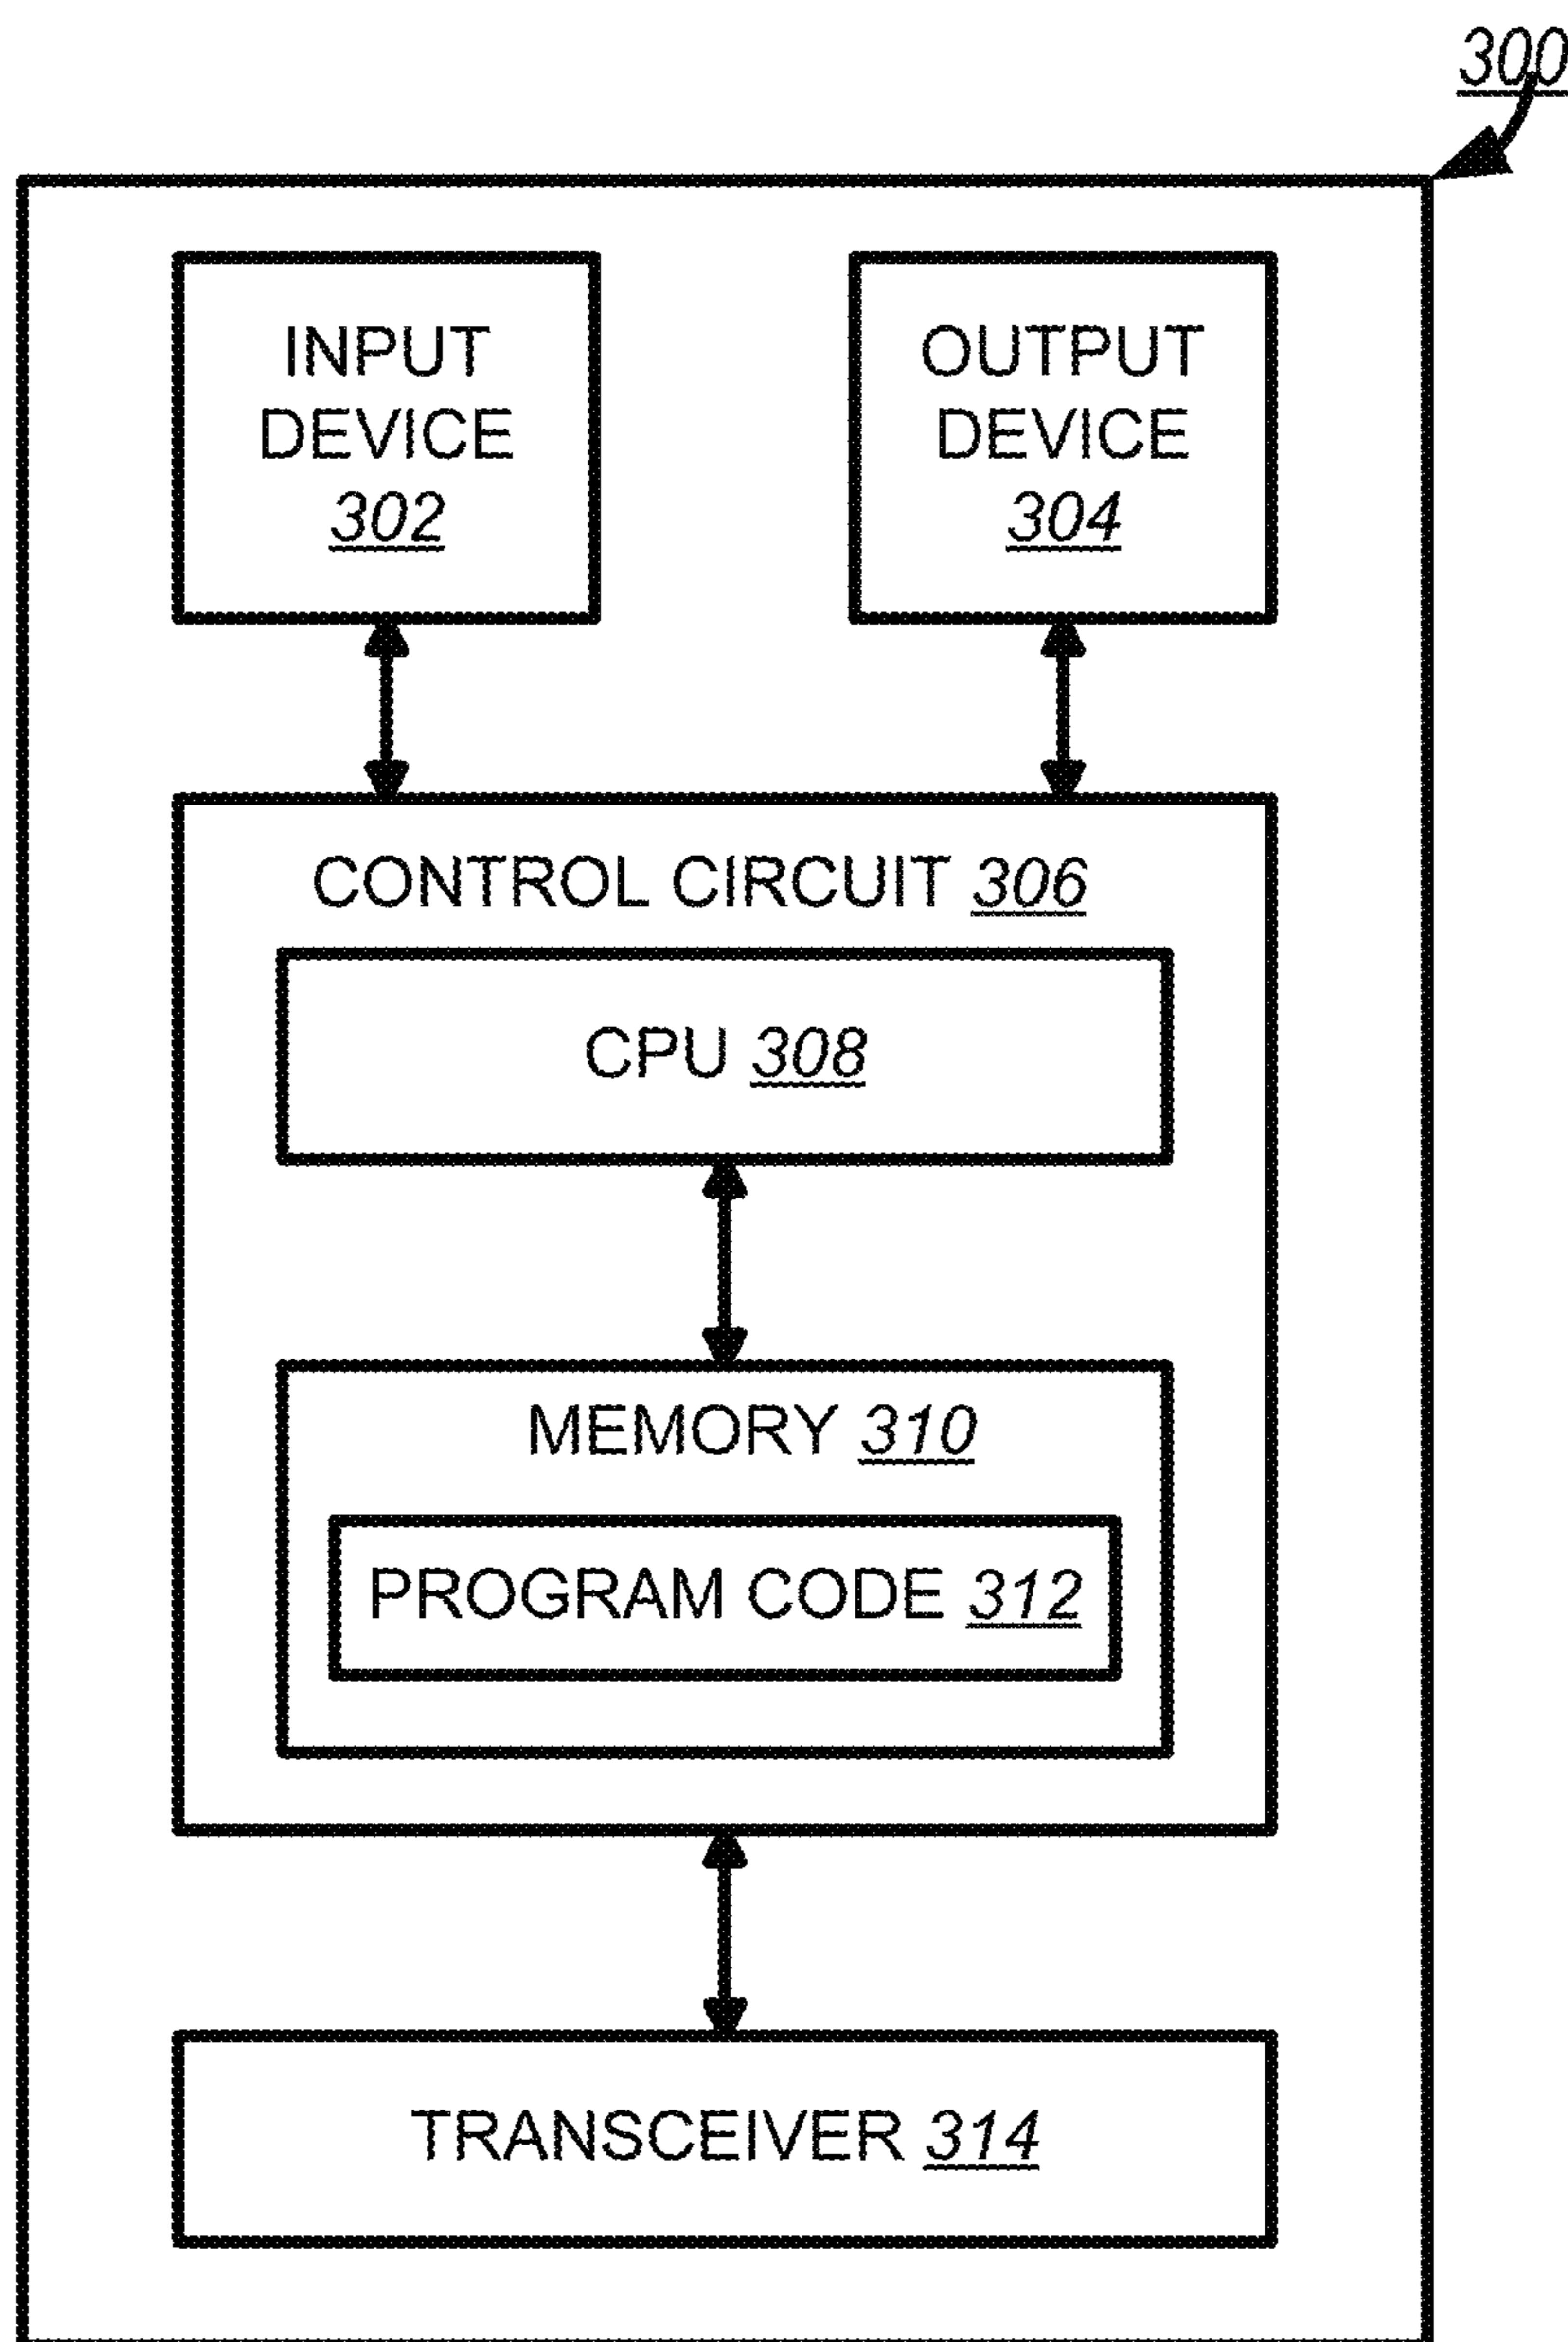 300
INPUT
DEVICE
302
OUTPUT
DEVICE
304
CONTROL CIRCUIT 306
CPU 308
MEMORY 310
PROGRAM CODE 312
TRANSCEIVER 314